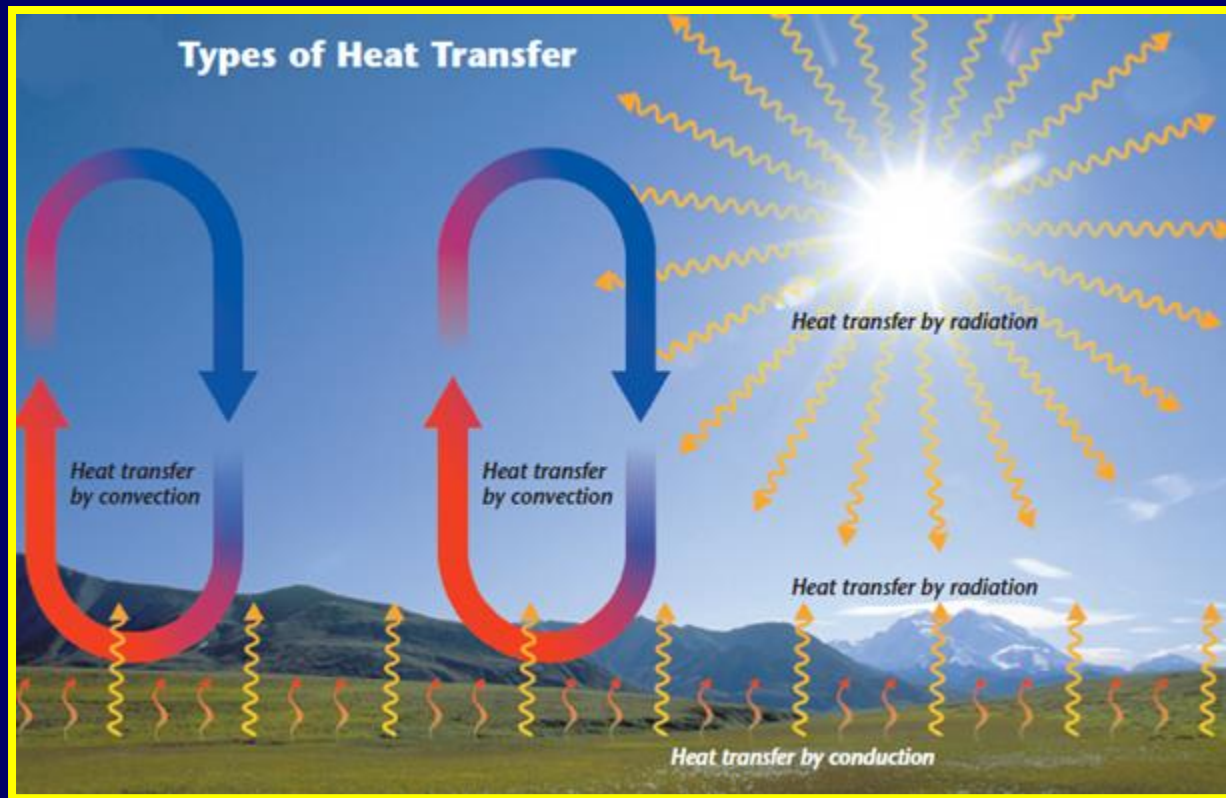 Types of Heat Transfer
Heat transfer by radiation
Heat transfer
by convection
Heat transfer
by convection
Heat transfer by radiation
Heat transfer by conduction